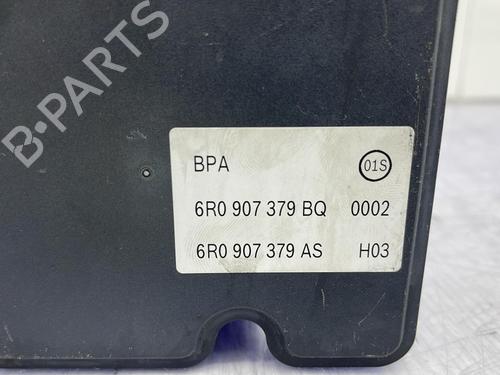 B-PARTS
BPA 01S
6R0 907 379 BQ 0002
6R0 907 379 AS H03